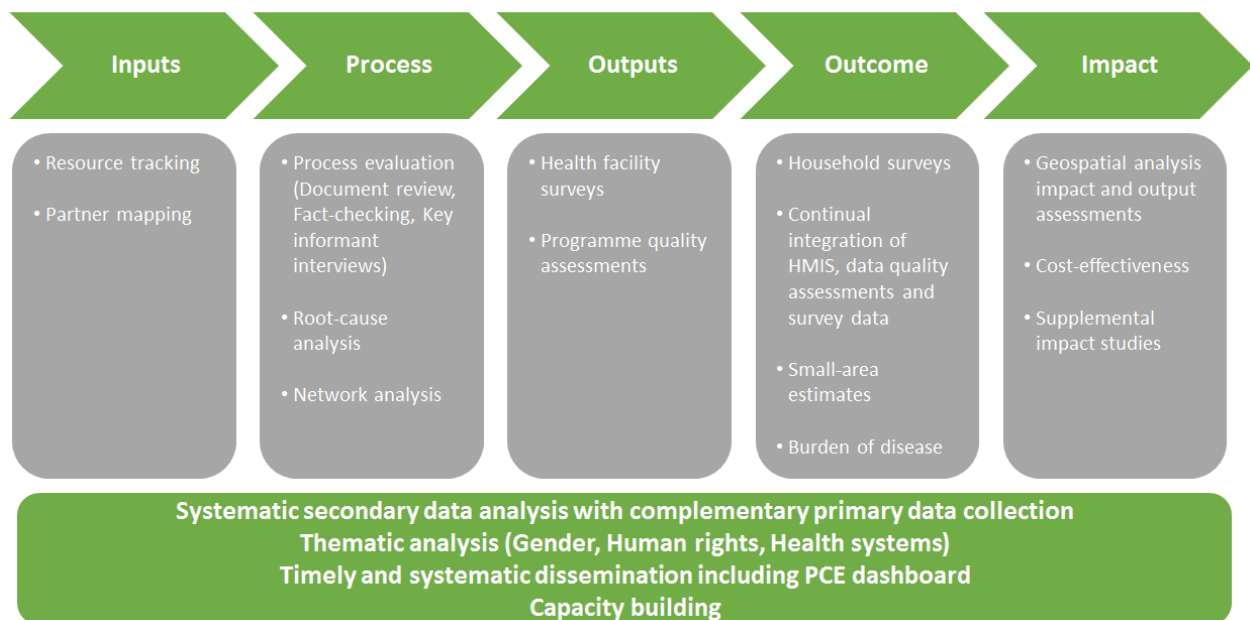 Inputs
Process
Outputs
Outcome
Impact
• Resource tracking
• Partner mapping
• Process evaluation
(Document review,
Fact-checking, Key
informant
interviews)
• Root-cause
analysis
• Network analysis
• Health facility
surveys
• Programme quality
assessments
• Household surveys
• Continual
integration of
HMIS, data quality
assessments and
survey data
• Small-area
estimates
• Burden of disease
• Geospatial analysis
impact and output
assessments
• Cost-effectiveness
• Supplemental
impact studies
Systematic secondary data analysis with complementary primary data collection
Thematic analysis (Gender, Human rights, Health systems)
Timely and systematic dissemination including PCE dashboard
Capacity building